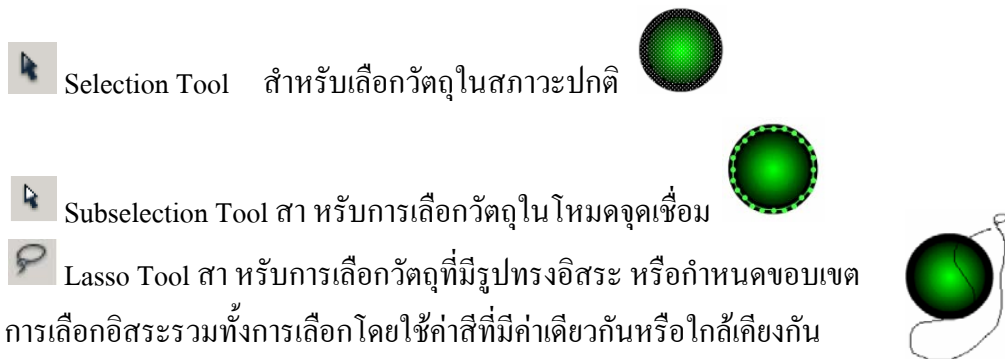 Selection Tool สำหรับเลือกวัตถุในสภาวะปกติ
Subselection Tool สา หรับการเลือกวัตถุในโหมดจุดเชื่อม
Lasso Tool สา หรับการเลือกวัตถุที่มีรูปทรงอิสระ หรือกำหนดขอบเขต
การเลือกอิสระรวมทั้งการเลือกโดยใช้ค่าสีที่มีค่าเดียวกันหรือใกล้เคียงกัน